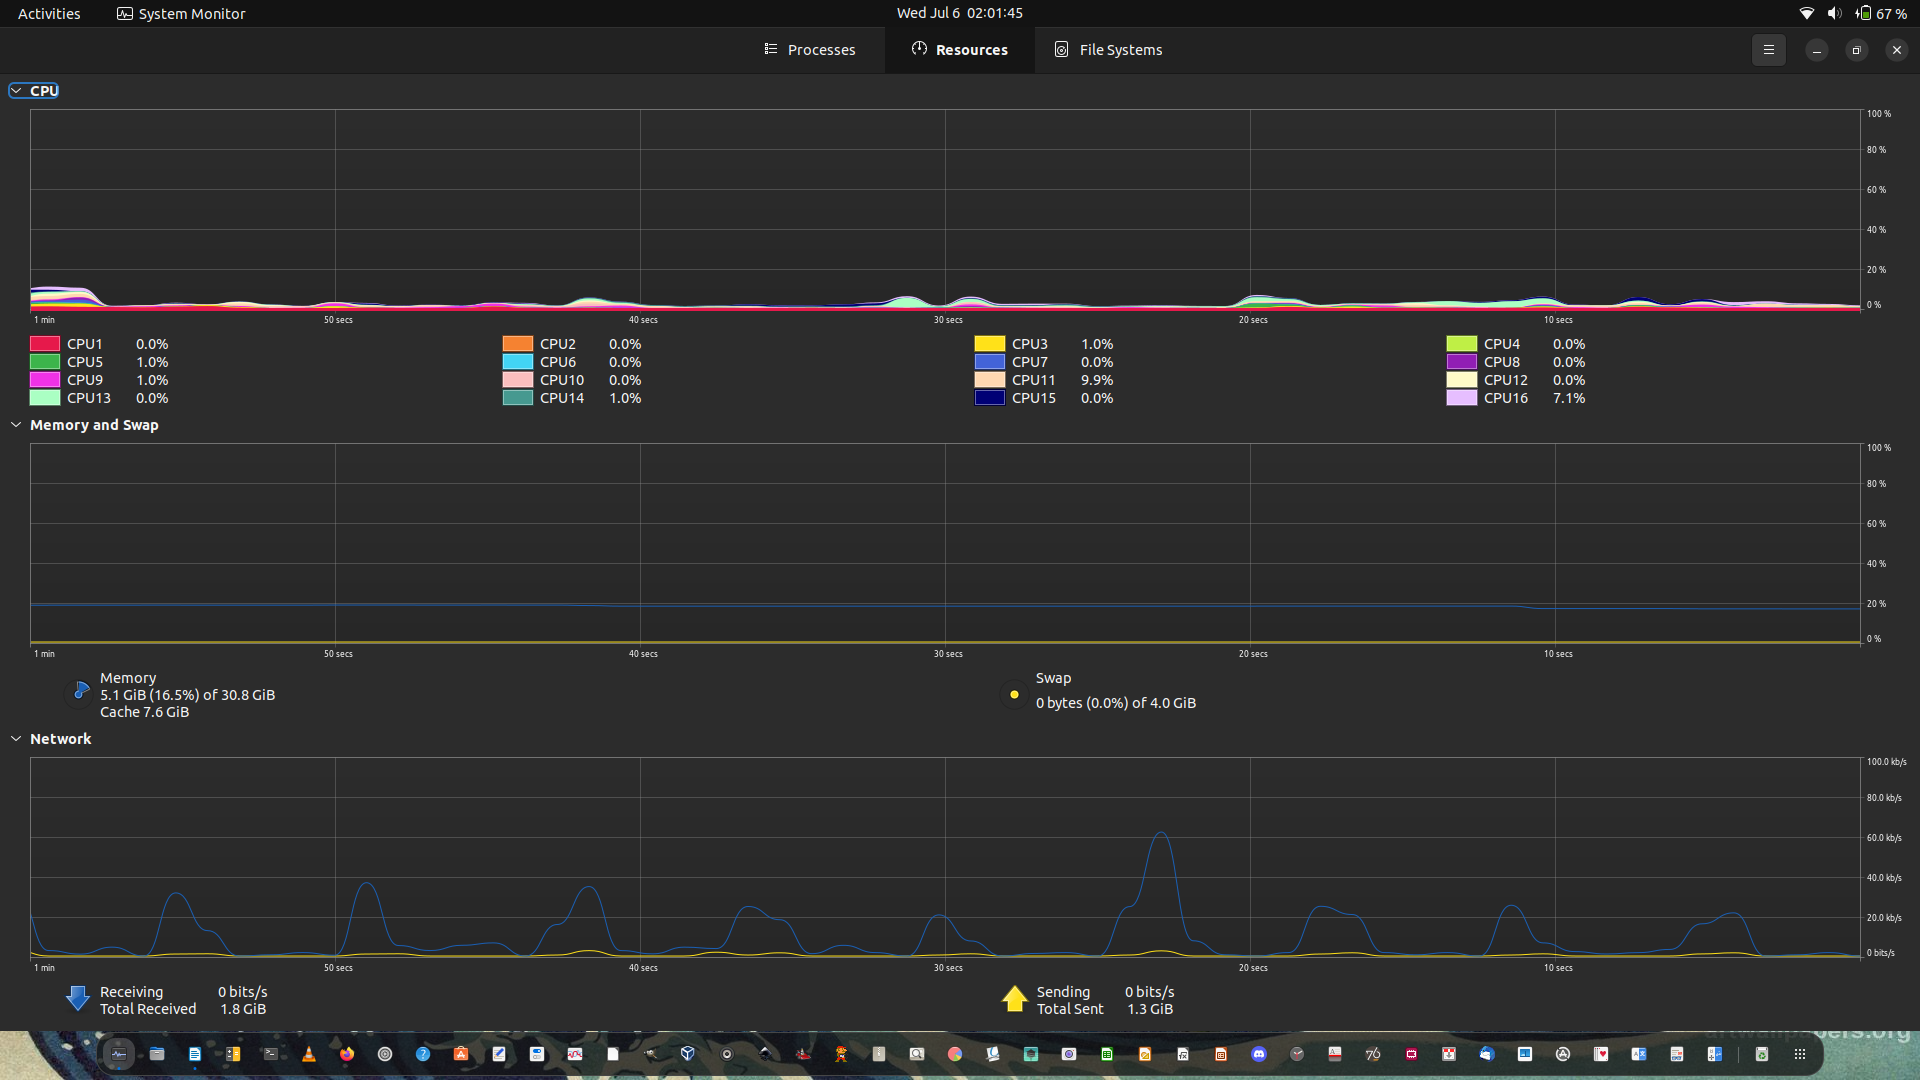 Activities System Monitor Wed Jul 6 02:01:45 67 %
Processes Resources File Systems
CPU
100 %
80 %
60 %
40 %
20 %
0 %
1 min 50 secs 40 secs 30 secs 20 secs 10 secs
CPU1 0.0% CPU2 0.0% CPU3 1.0% CPU4 0.0%
CPU5 1.0% CPU6 0.0% CPU7 0.0% CPU8 0.0%
CPU9 1.0% CPU10 0.0% CPU11 9.9% CPU12 0.0%
CPU13 0.0% CPU14 1.0% CPU15 0.0% CPU16 7.1%
Memory and Swap
100 %
80 %
60 %
40 %
20 %
0 %
1 min 50 secs 40 secs 30 secs 20 secs 10 secs
Memory
5.1 GiB (16.5%) of 30.8 GiB
Cache 7.6 GiB
Swap
0 bytes (0.0%) of 4.0 GiB
Network
100.0 kb/s
80.0 kb/s
60.0 kb/s
40.0 kb/s
20.0 kb/s
0 bits/s
1 min 50 secs 40 secs 30 secs 20 secs 10 secs
Receiving 0 bits/s Sending 0 bits/s
Total Received 1.8 GiB Total Sent 1.3 GiB
76